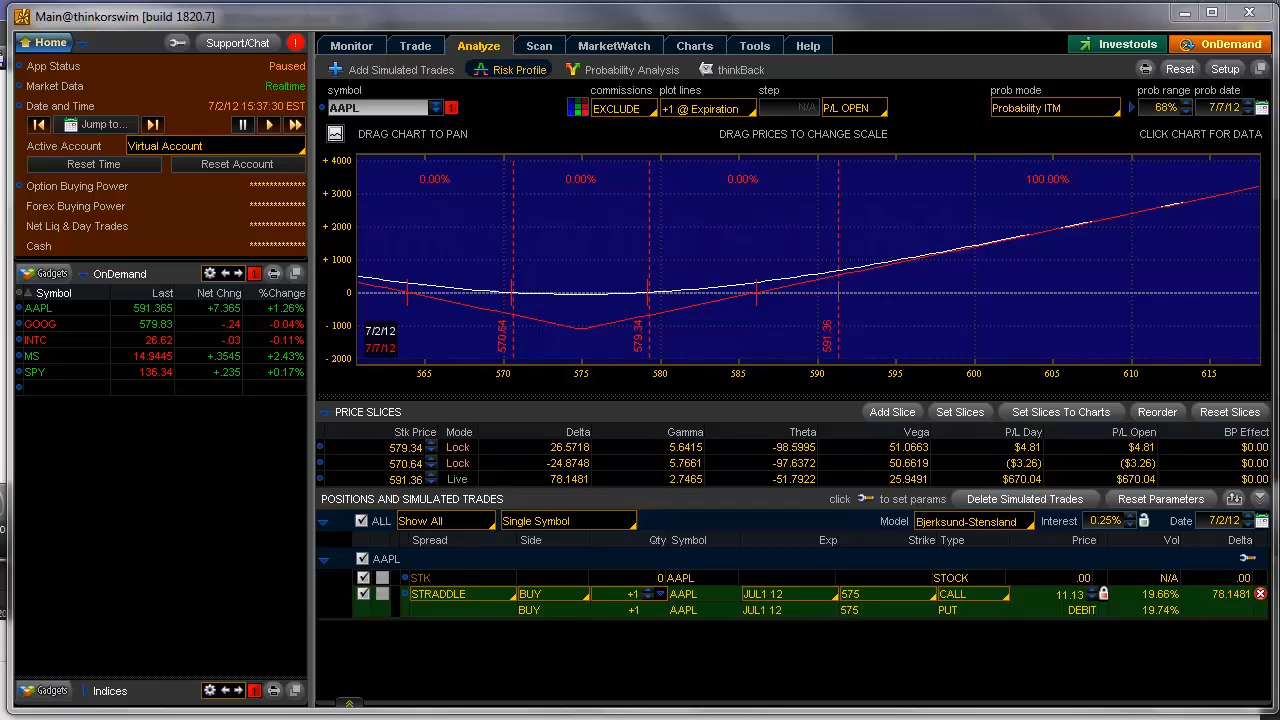 Main@thinkorswim [build 1820.7]
Home Support/Chat !
App Status Paused
Market Data Realtime
Date and Time 7/2/12 15:37:30 EST
Jump to...
Active Account Virtual Account
Reset Time Reset Account
Option Buying Power **************
Forex Buying Power **************
Net Liq & Day Trades **************
Cash **************
Gadgets OnDemand 1
Symbol Last Net Chng %Change
AAPL 591.365 +7.365 +1.26%
GOOG 579.83 -.24 -0.04%
INTC 26.62 -.03 -0.11%
MS 14.9445 +.3545 +2.43%
SPY 136.34 +.235 +0.17%
Gadgets Indices 1
Monitor Trade Analyze Scan MarketWatch Charts Tools Help Investools OnDemand
Add Simulated Trades Risk Profile Probability Analysis thinkBack Reset Setup
symbol commissions plot lines step prob mode prob range prob date
AAPL 1 EXCLUDE +1 @ Expiration N/A P/L OPEN Probability ITM 68% 7/7/12
DRAG CHART TO PAN DRAG PRICES TO CHANGE SCALE CLICK CHART FOR DATA
+ 4000
0.00% 0.00% 0.00% 100.00%
+ 3000
+ 2000
+ 1000
0
- 1000
7/2/12
7/7/12
570.64 579.34 591.36
- 2000
565 570 575 580 585 590 595 600 605 610 615
PRICE SLICES Add Slice Set Slices Set Slices To Charts Reorder Reset Slices
Stk Price Mode Delta Gamma Theta Vega P/L Day P/L Open BP Effect
579.34 Lock 26.5718 5.6415 -98.5995 51.0663 $4.81 $4.81 $0.00
570.64 Lock -24.8748 5.7661 -97.6372 50.6619 ($3.26) ($3.26) $0.00
591.36 Live 78.1481 2.7465 -51.7922 25.9491 $670.04 $670.04 $0.00
POSITIONS AND SIMULATED TRADES click to set params Delete Simulated Trades Reset Parameters
ALL Show All Single Symbol Model Bjerksund-Stensland Interest 0.25% Date 7/2/12
Spread Side Qty Symbol Exp Strike Type Price Vol Delta
AAPL
STK 0 AAPL STOCK .00 N/A .00
STRADDLE BUY +1 AAPL JUL1 12 575 CALL 11.13 19.66% 78.1481
BUY +1 AAPL JUL1 12 575 PUT DEBIT 19.74%